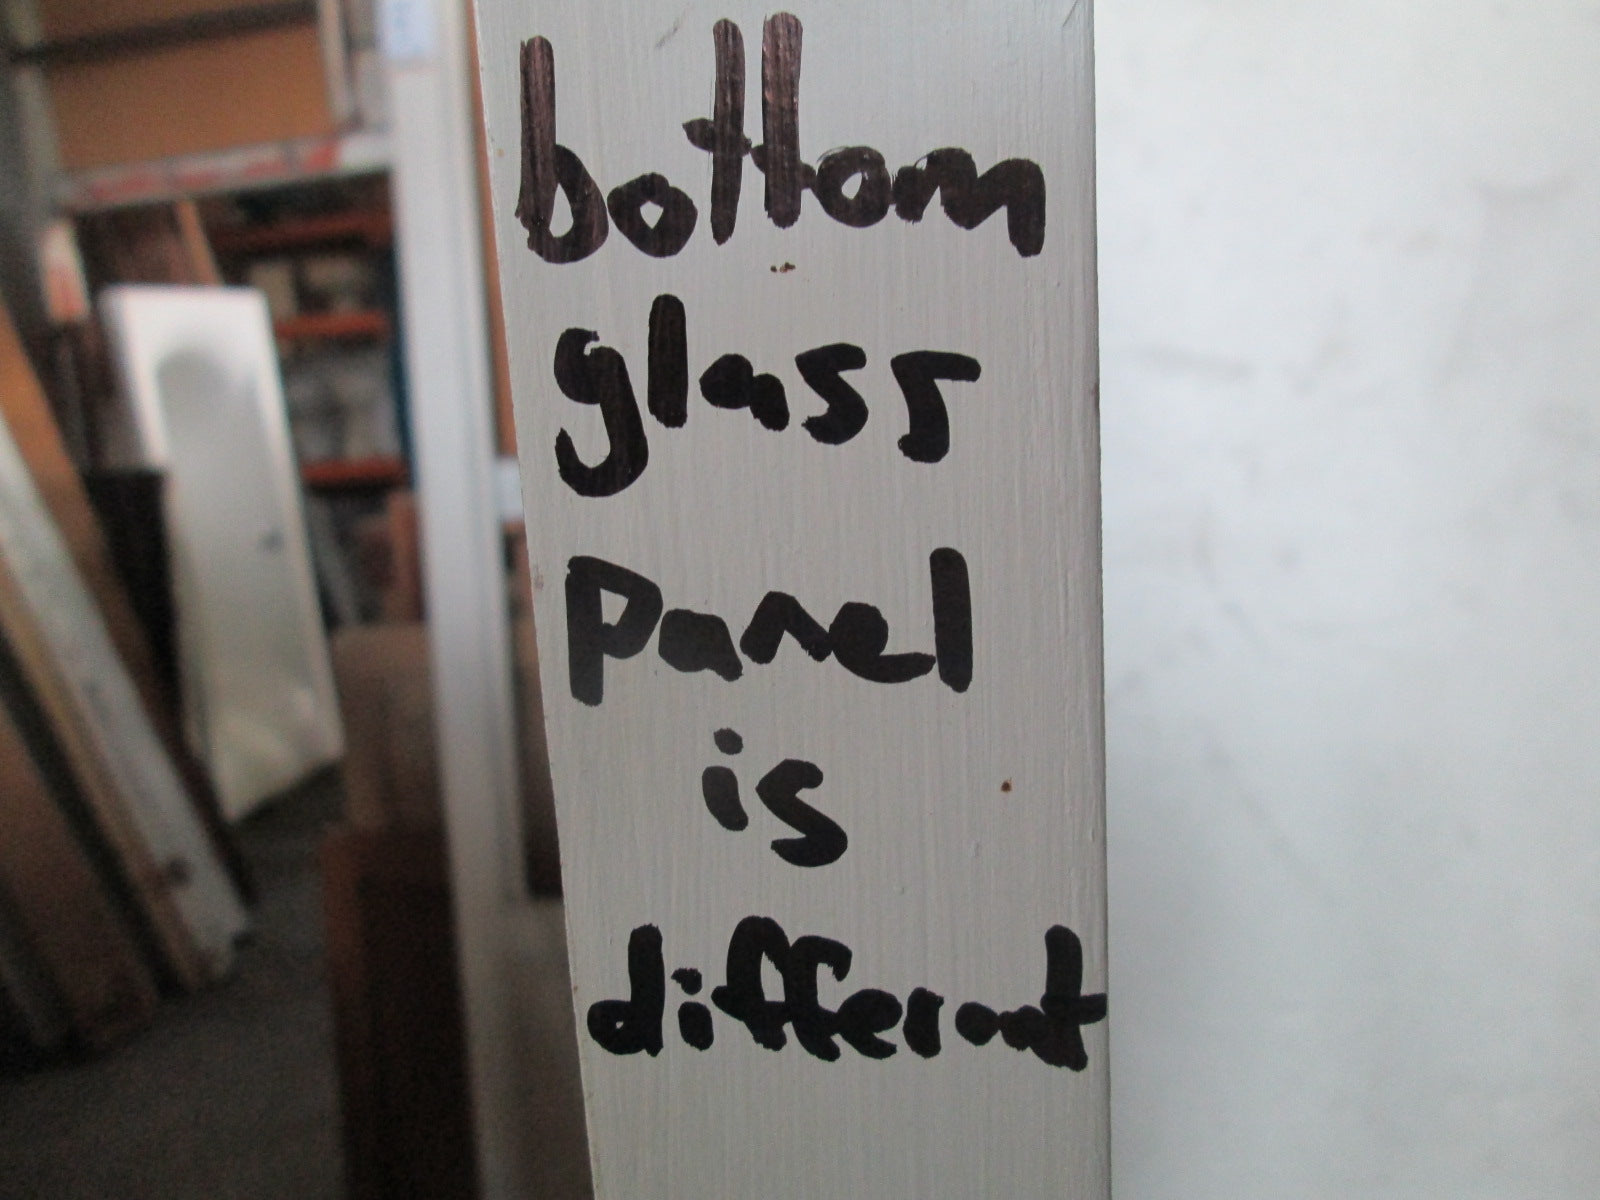 bottom
glass
panel
is
different